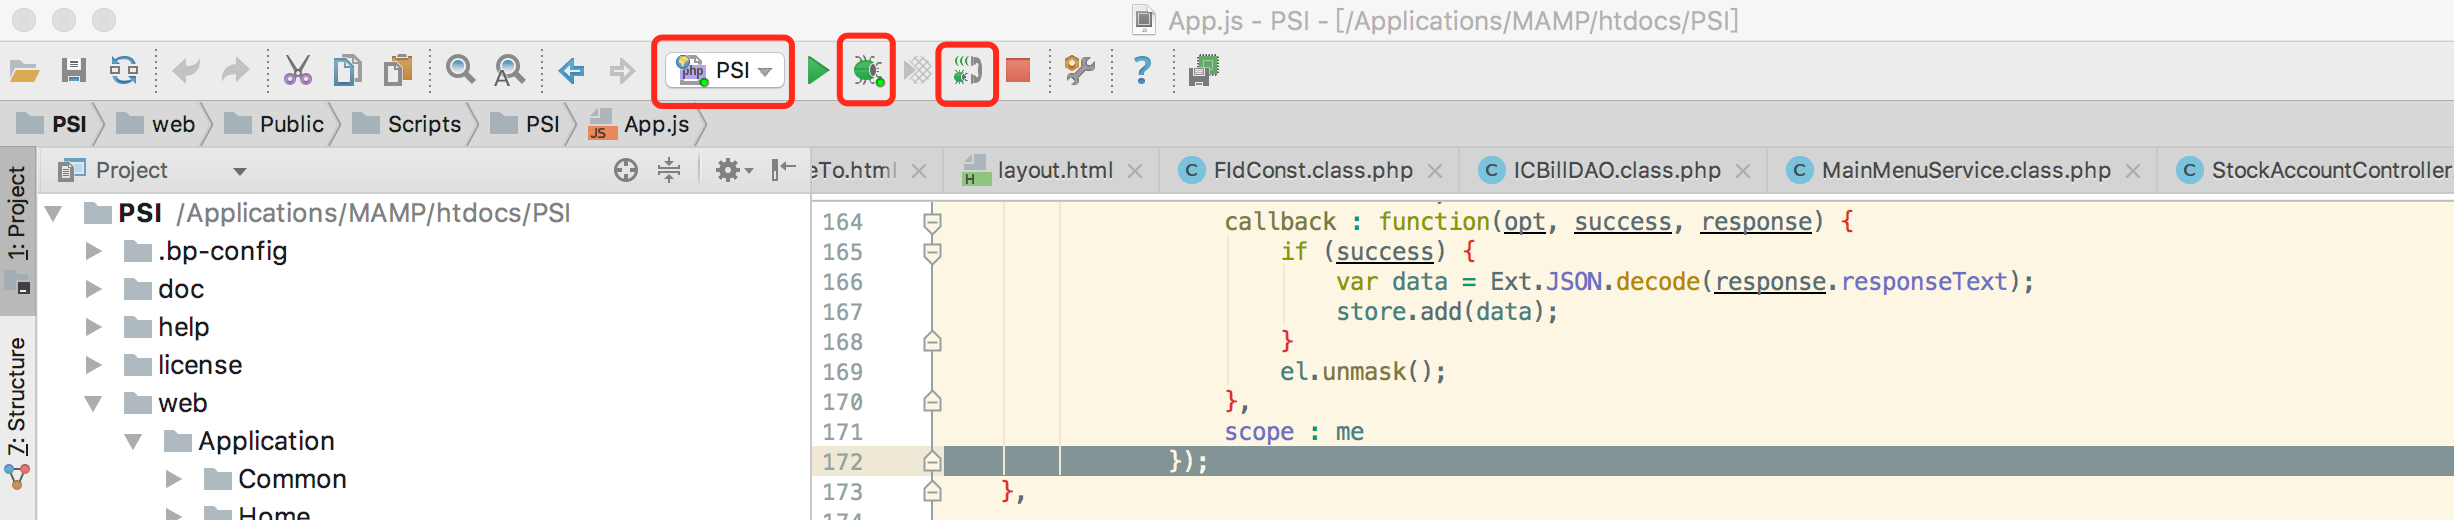 App.js - PSI - [/Applications/MAMP/htdocs/PSI]
php PSI
PSI web Public Scripts PSI App.js
1: Project
7: Structure
Project
PSI /Applications/MAMP/htdocs/PSI
.bp-config
doc
help
license
web
Application
Common
Home
eTo.html layout.html FIdConst.class.php ICBillDAO.class.php MainMenuService.class.php StockAccountController
164 callback : function(opt, success, response) {
165 if (success) {
166 var data = Ext.JSON.decode(response.responseText);
167 store.add(data);
168 }
169 el.unmask();
170 },
171 scope : me
172 });
173 },
174